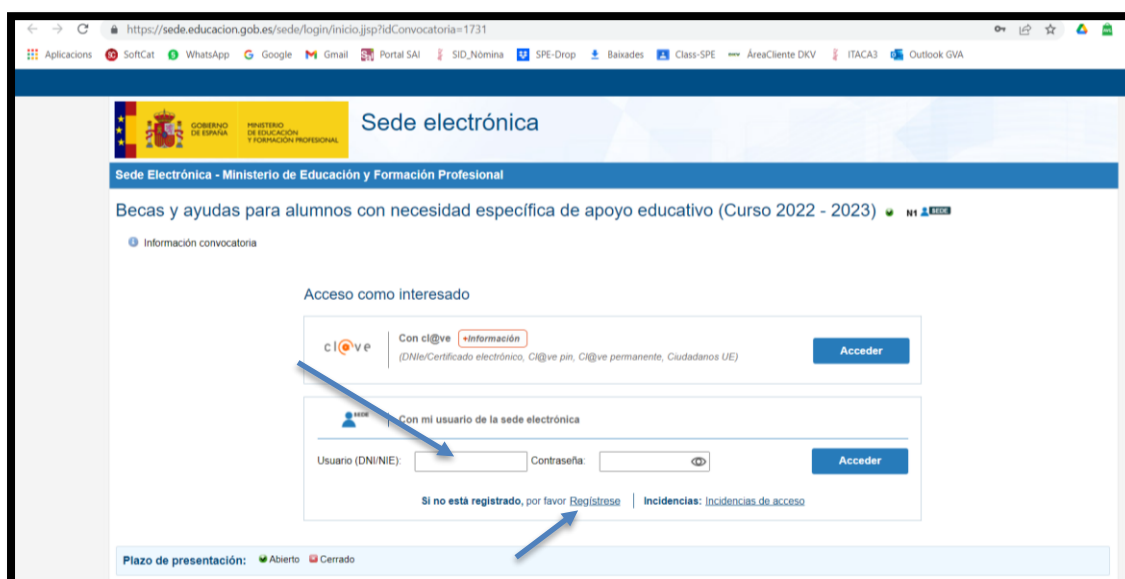 https://sede.educacion.gob.es/sede/login/inicio.jjsp?idConvocatoria=1731
Aplicacions SoftCat WhatsApp Google Gmail Portal SAI SID_Nòmina SPE-Drop Baixades Class-SPE ÁreaCliente DKV ITACA3 Outlook GVA
GOBIERNO DE ESPAÑA
MINISTERIO DE EDUCACIÓN Y FORMACIÓN PROFESIONAL
Sede electrónica
Sede Electrónica - Ministerio de Educación y Formación Profesional
Becas y ayudas para alumnos con necesidad específica de apoyo educativo (Curso 2022 - 2023) N1 SEDE
Información convocatoria
Acceso como interesado
cl@ve
Con cl@ve +Información
(DNIe/Certificado electrónico, Cl@ve pin, Cl@ve permanente, Ciudadanos UE)
Acceder
SEDE
Con mi usuario de la sede electrónica
Usuario (DNI/NIE): Contraseña: Acceder
Si no está registrado, por favor Regístrese Incidencias: Incidencias de acceso
Plazo de presentación: Abierto Cerrado